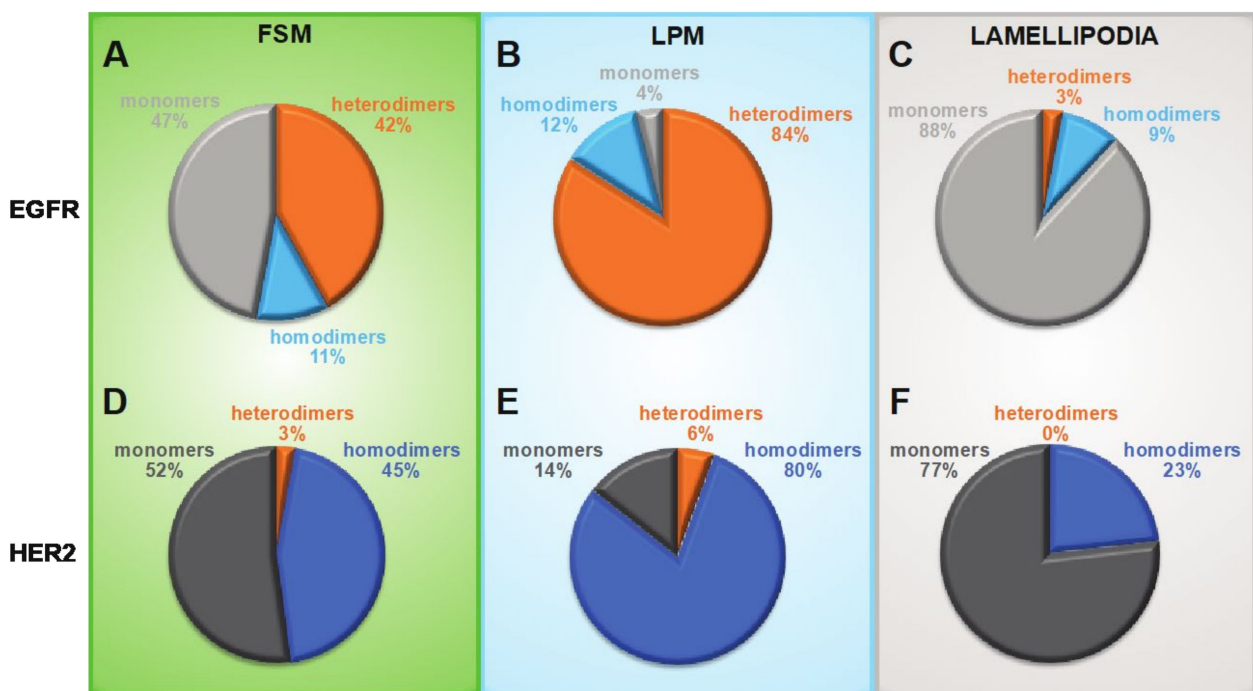 FSM
LPM
LAMELLIPODIA
EGFR
A
monomers
47%
heterodimers
42%
homodimers
11%
B
monomers
4%
homodimers
12%
heterodimers
84%
C
heterodimers
3%
monomers
88%
homodimers
9%
HER2
D
heterodimers
3%
monomers
52%
homodimers
45%
E
heterodimers
6%
monomers
14%
homodimers
80%
F
heterodimers
0%
monomers
77%
homodimers
23%